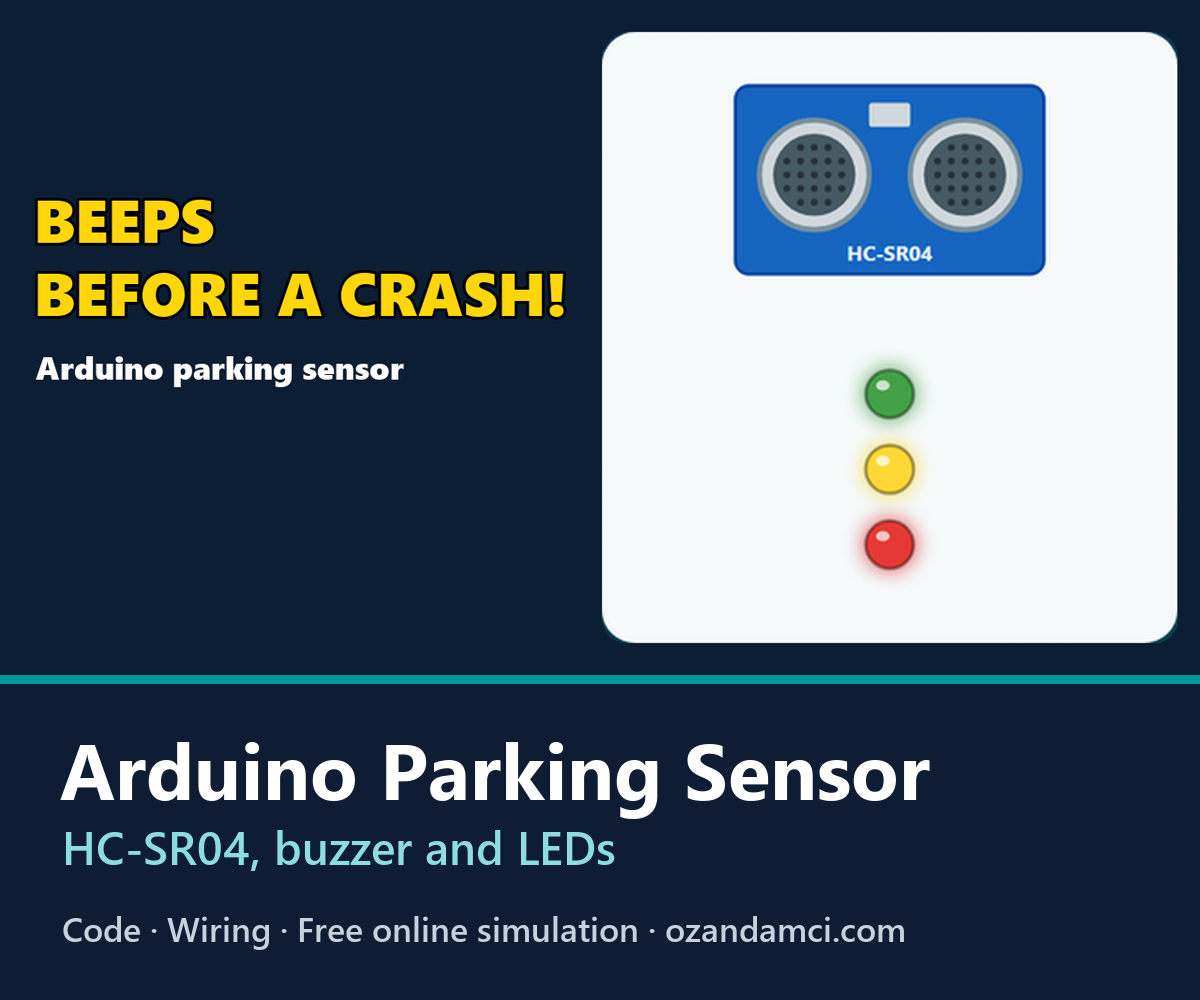 BEEPS
BEFORE A CRASH!
Arduino parking sensor
HC-SR04
Arduino Parking Sensor
HC-SR04, buzzer and LEDs
Code · Wiring · Free online simulation · ozandamci.com